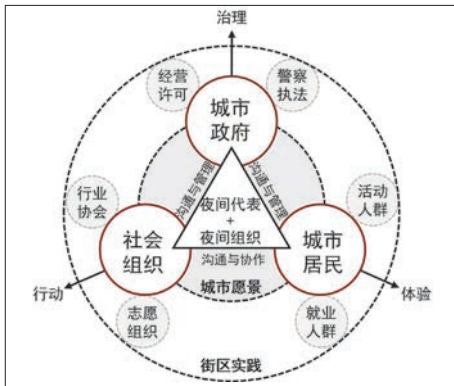 治理
经营
许可
警察
执法
城市
政府
沟通与管理
沟通与管理
行业
协会
夜间代表
+
夜间组织
活动
人群
社会
组织
城市
居民
沟通与协作
行动
城市愿景
体验
志愿
组织
就业
人群
街区实践